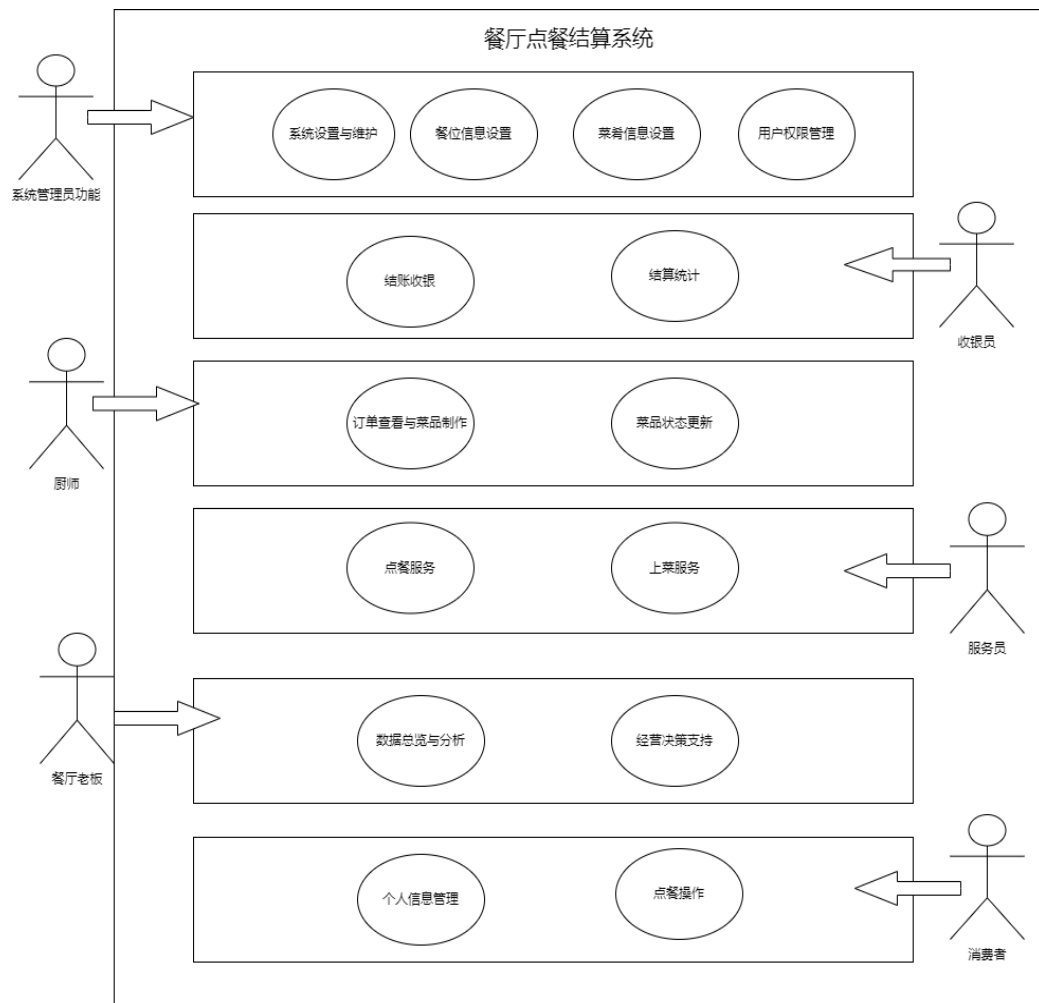 餐厅点餐结算系统
系统设置与维护
餐位信息设置
菜肴信息设置
用户权限管理
系统管理员功能
结账收银
结算统计
收银员
订单查看与菜品制作
菜品状态更新
厨师
点餐服务
上菜服务
服务员
数据总览与分析
经营决策支持
餐厅老板
个人信息管理
点餐操作
消费者